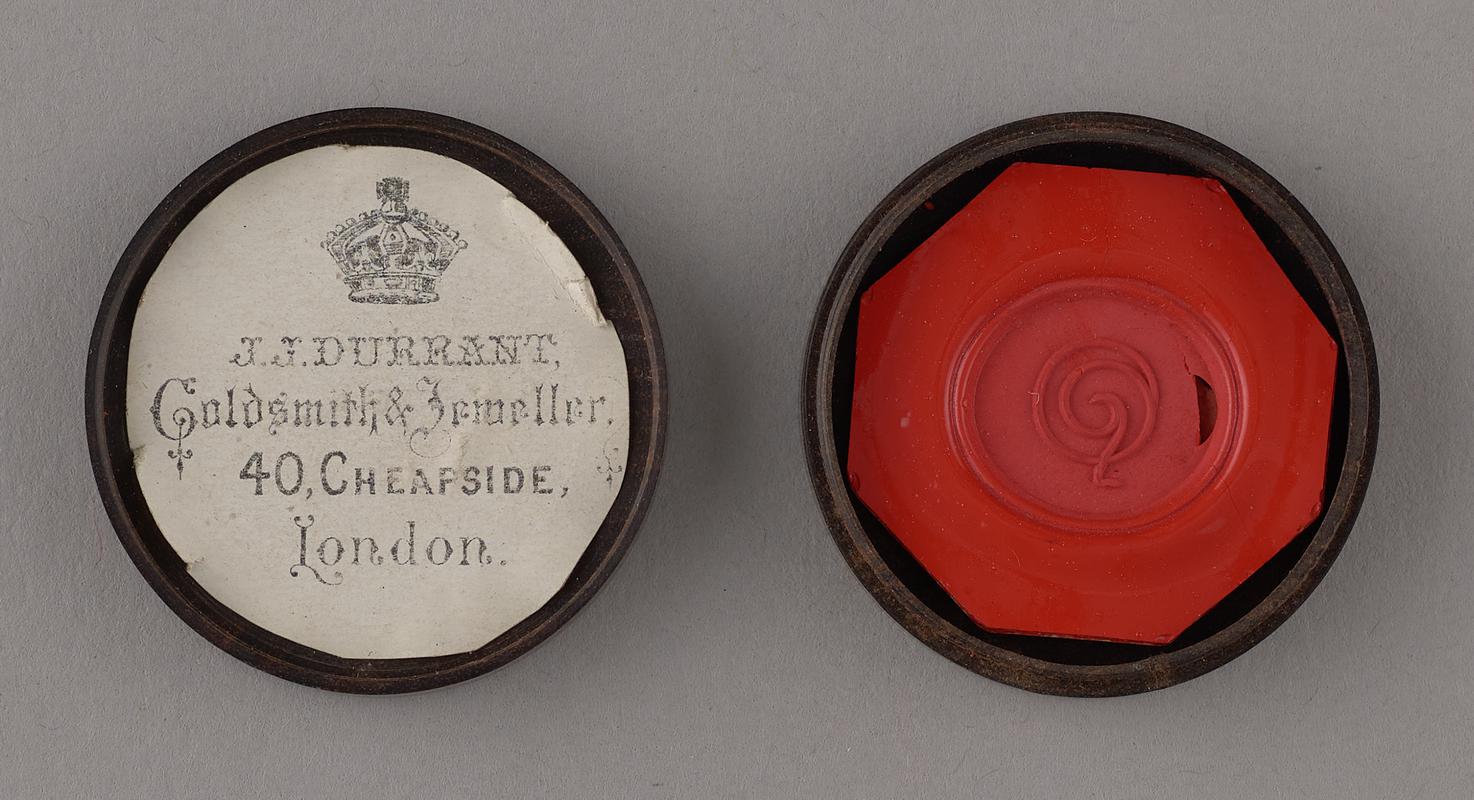 J.J. DURRANT,
Goldsmith & Jeweller.
40, CHEAPSIDE,
London.